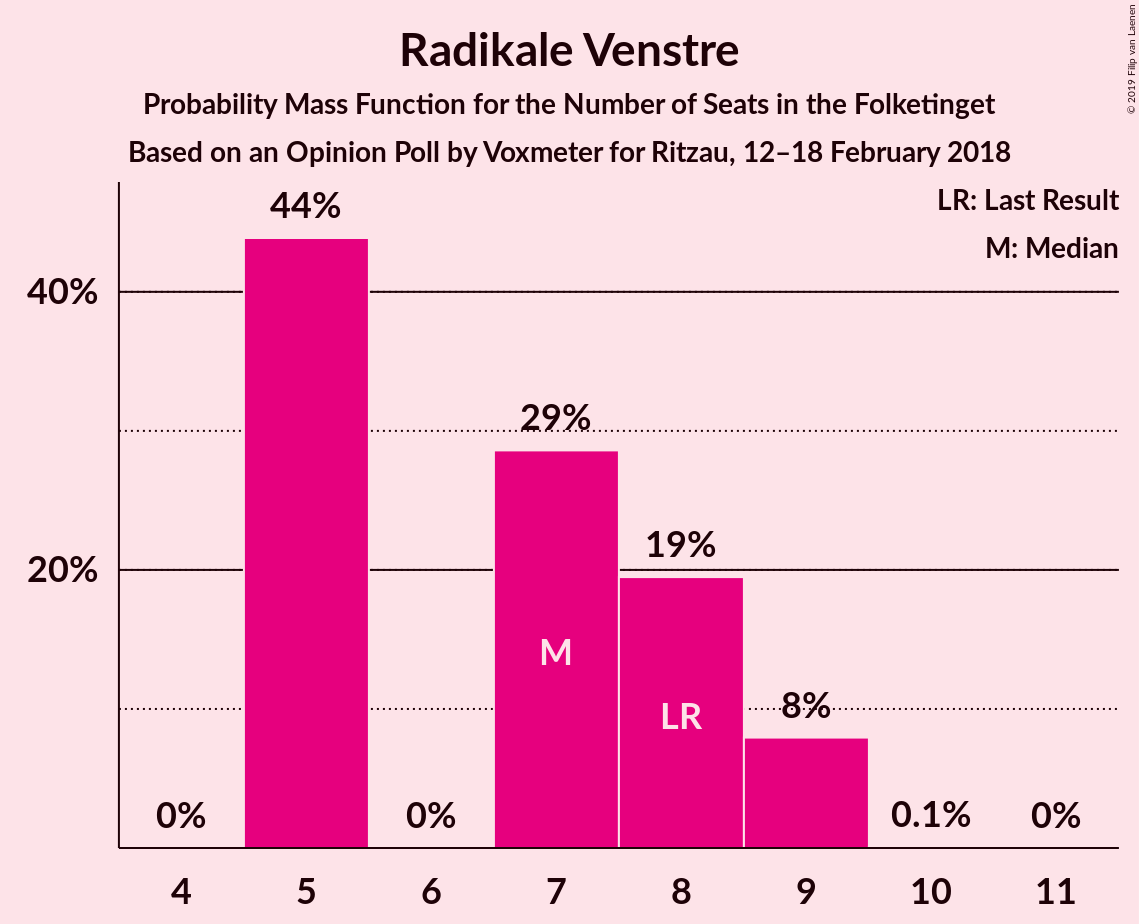 Radikale Venstre
Probability Mass Function for the Number of Seats in the Folketinget
Based on an Opinion Poll by Voxmeter for Ritzau, 12–18 February 2018
© 2019 Filip van Laenen
LR: Last Result
M: Median
40%
20%
0%
44%
0%
29%
19%
8%
0.1%
0%
M
LR
4 5 6 7 8 9 10 11